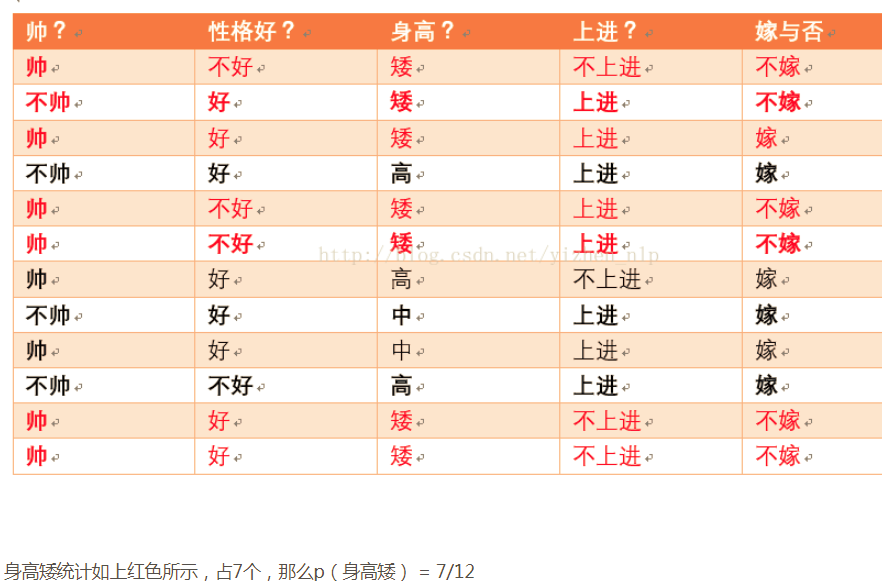 帅？ 性格好？ 身高？ 上进？ 嫁与否
帅 不好 矮 不上进 不嫁
不帅 好 矮 上进 不嫁
帅 好 矮 上进 嫁
不帅 好 高 上进 嫁
帅 不好 矮 上进 不嫁
帅 不好 矮 上进 不嫁
http://blog.csdn.net/yizhen_nlp
帅 好 高 不上进 嫁
不帅 好 中 上进 嫁
帅 好 中 上进 嫁
不帅 不好 高 上进 嫁
帅 好 矮 不上进 不嫁
帅 好 矮 不上进 不嫁
身高矮统计如上红色所示，占7个，那么p（身高矮）= 7/12